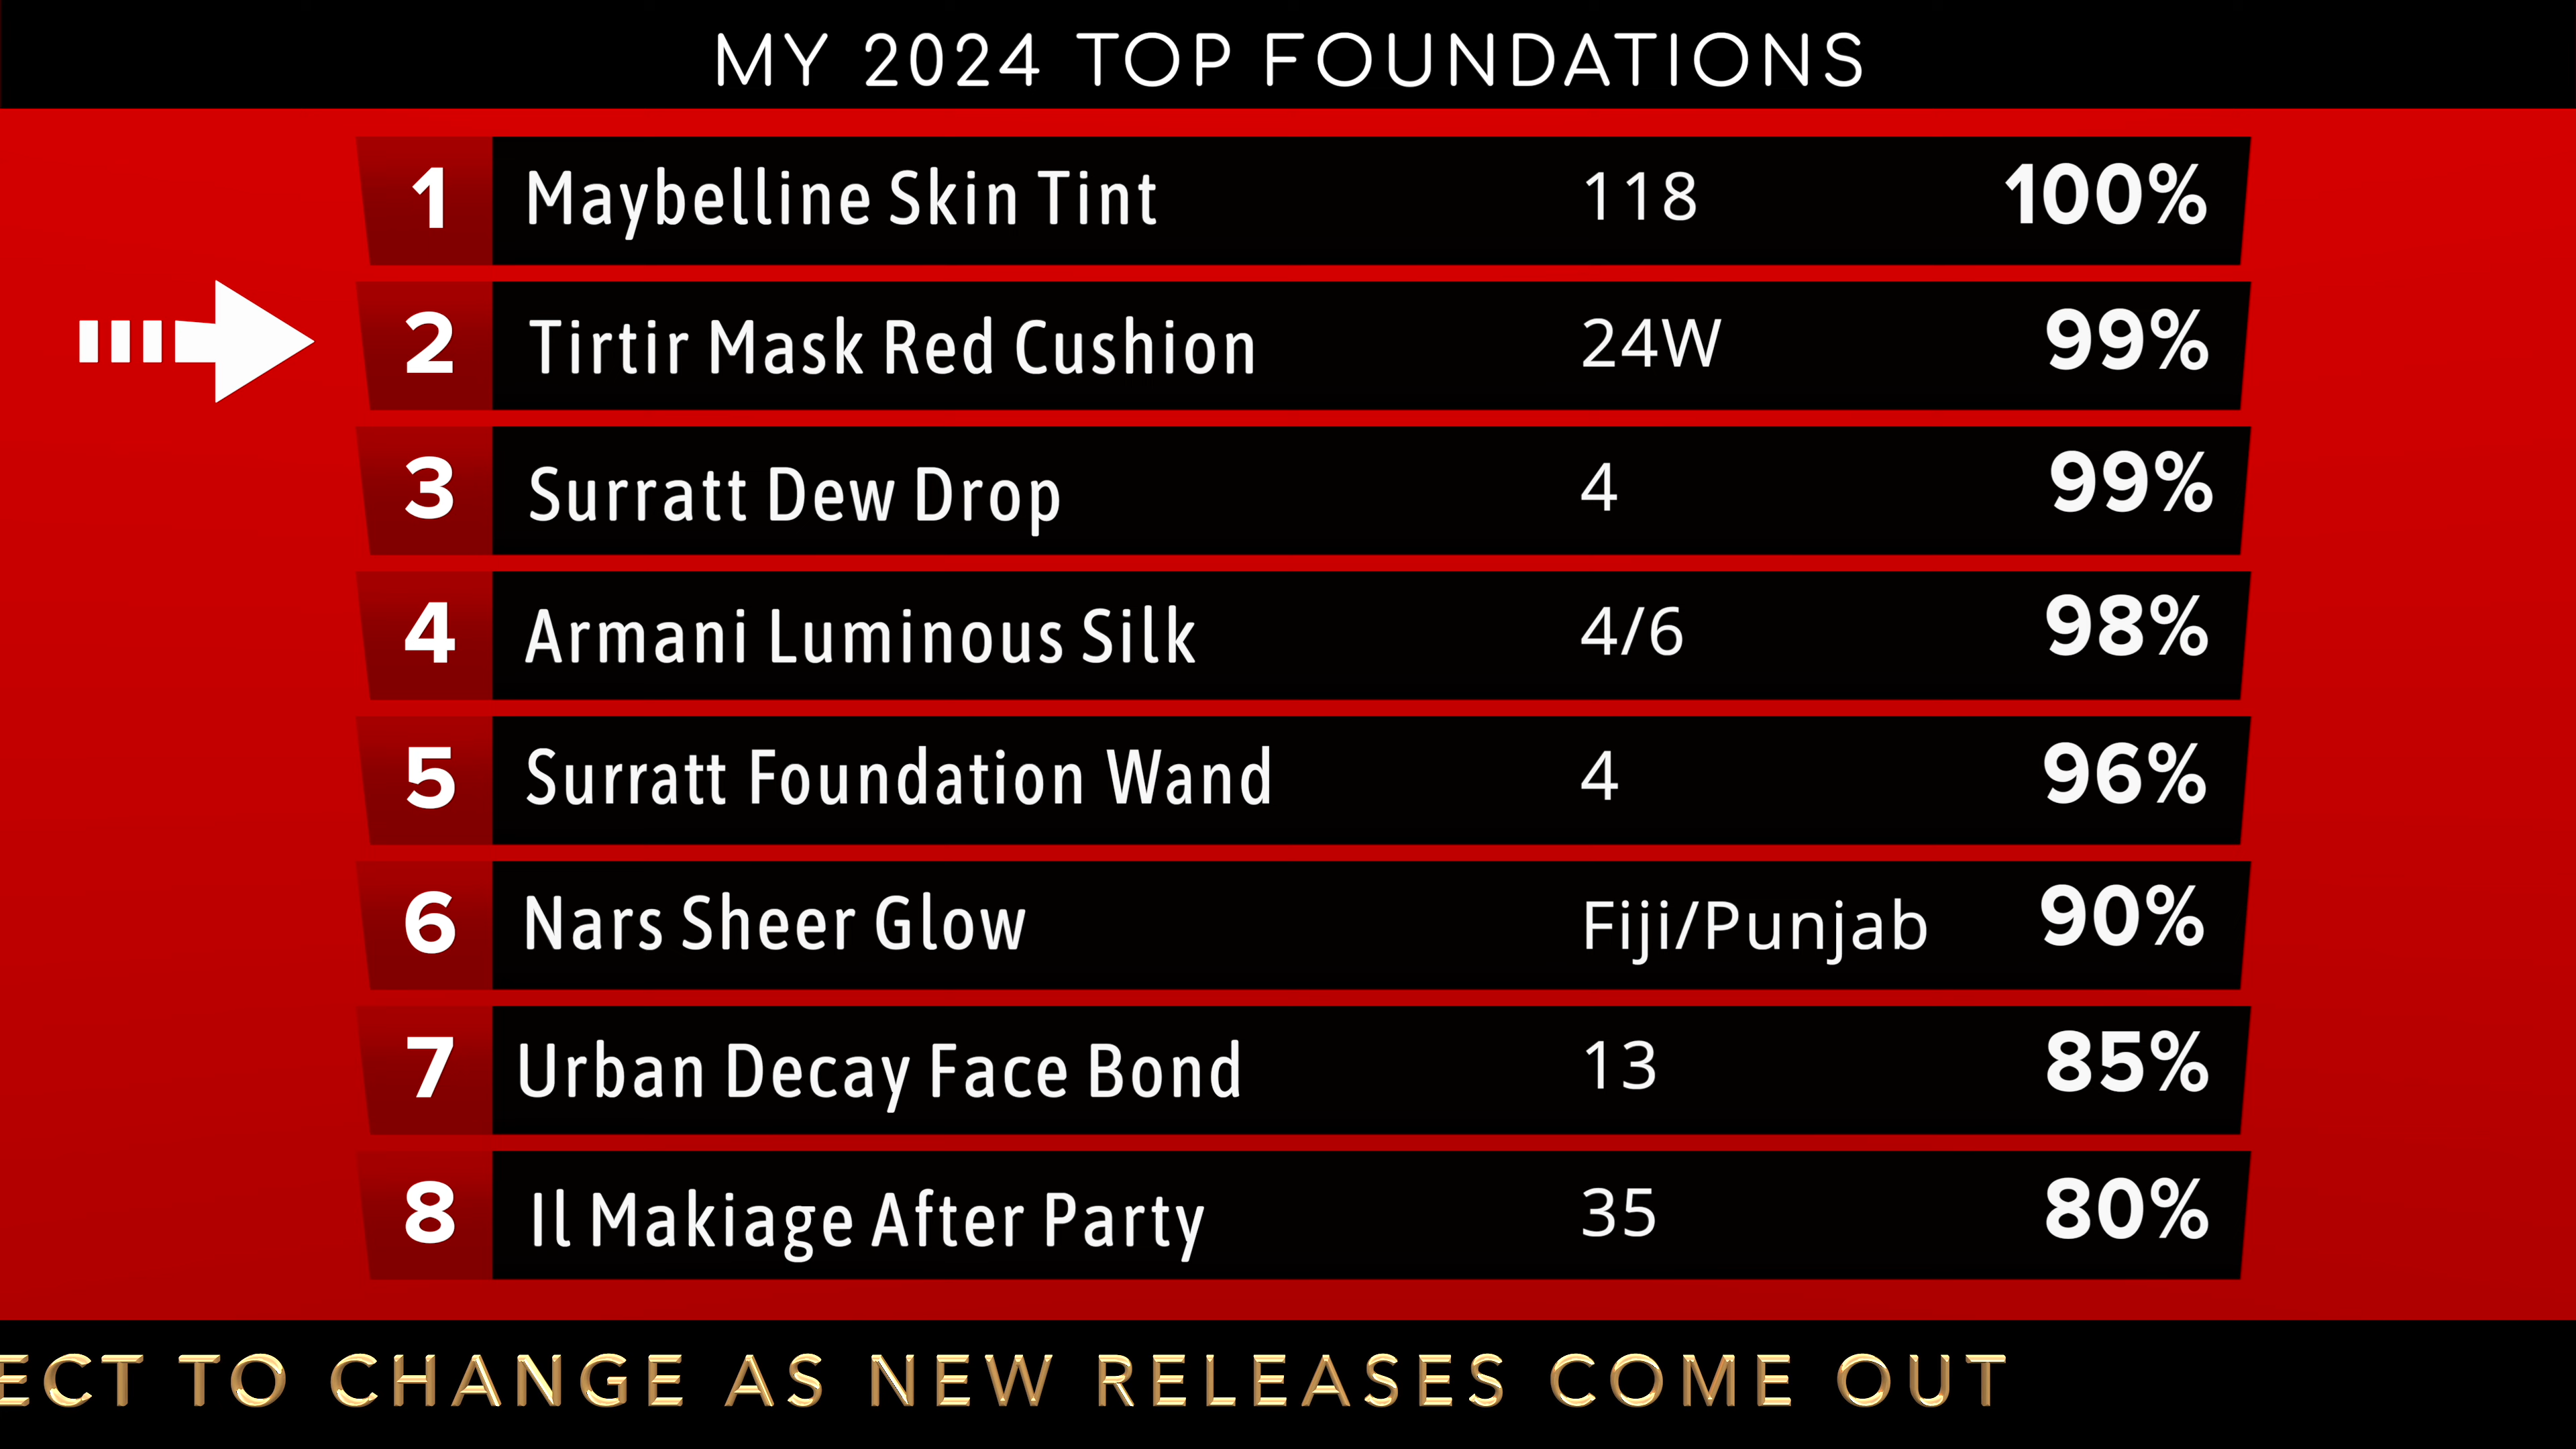 MY 2024 TOP FOUNDATIONS
1 Maybelline Skin Tint 118 100%
2 Tirtir Mask Red Cushion 24W 99%
3 Surratt Dew Drop 4 99%
4 Armani Luminous Silk 4/6 98%
5 Surratt Foundation Wand 4 96%
6 Nars Sheer Glow Fiji/Punjab 90%
7 Urban Decay Face Bond 13 85%
8 Il Makiage After Party 35 80%
ECT TO CHANGE AS NEW RELEASES COME OUT